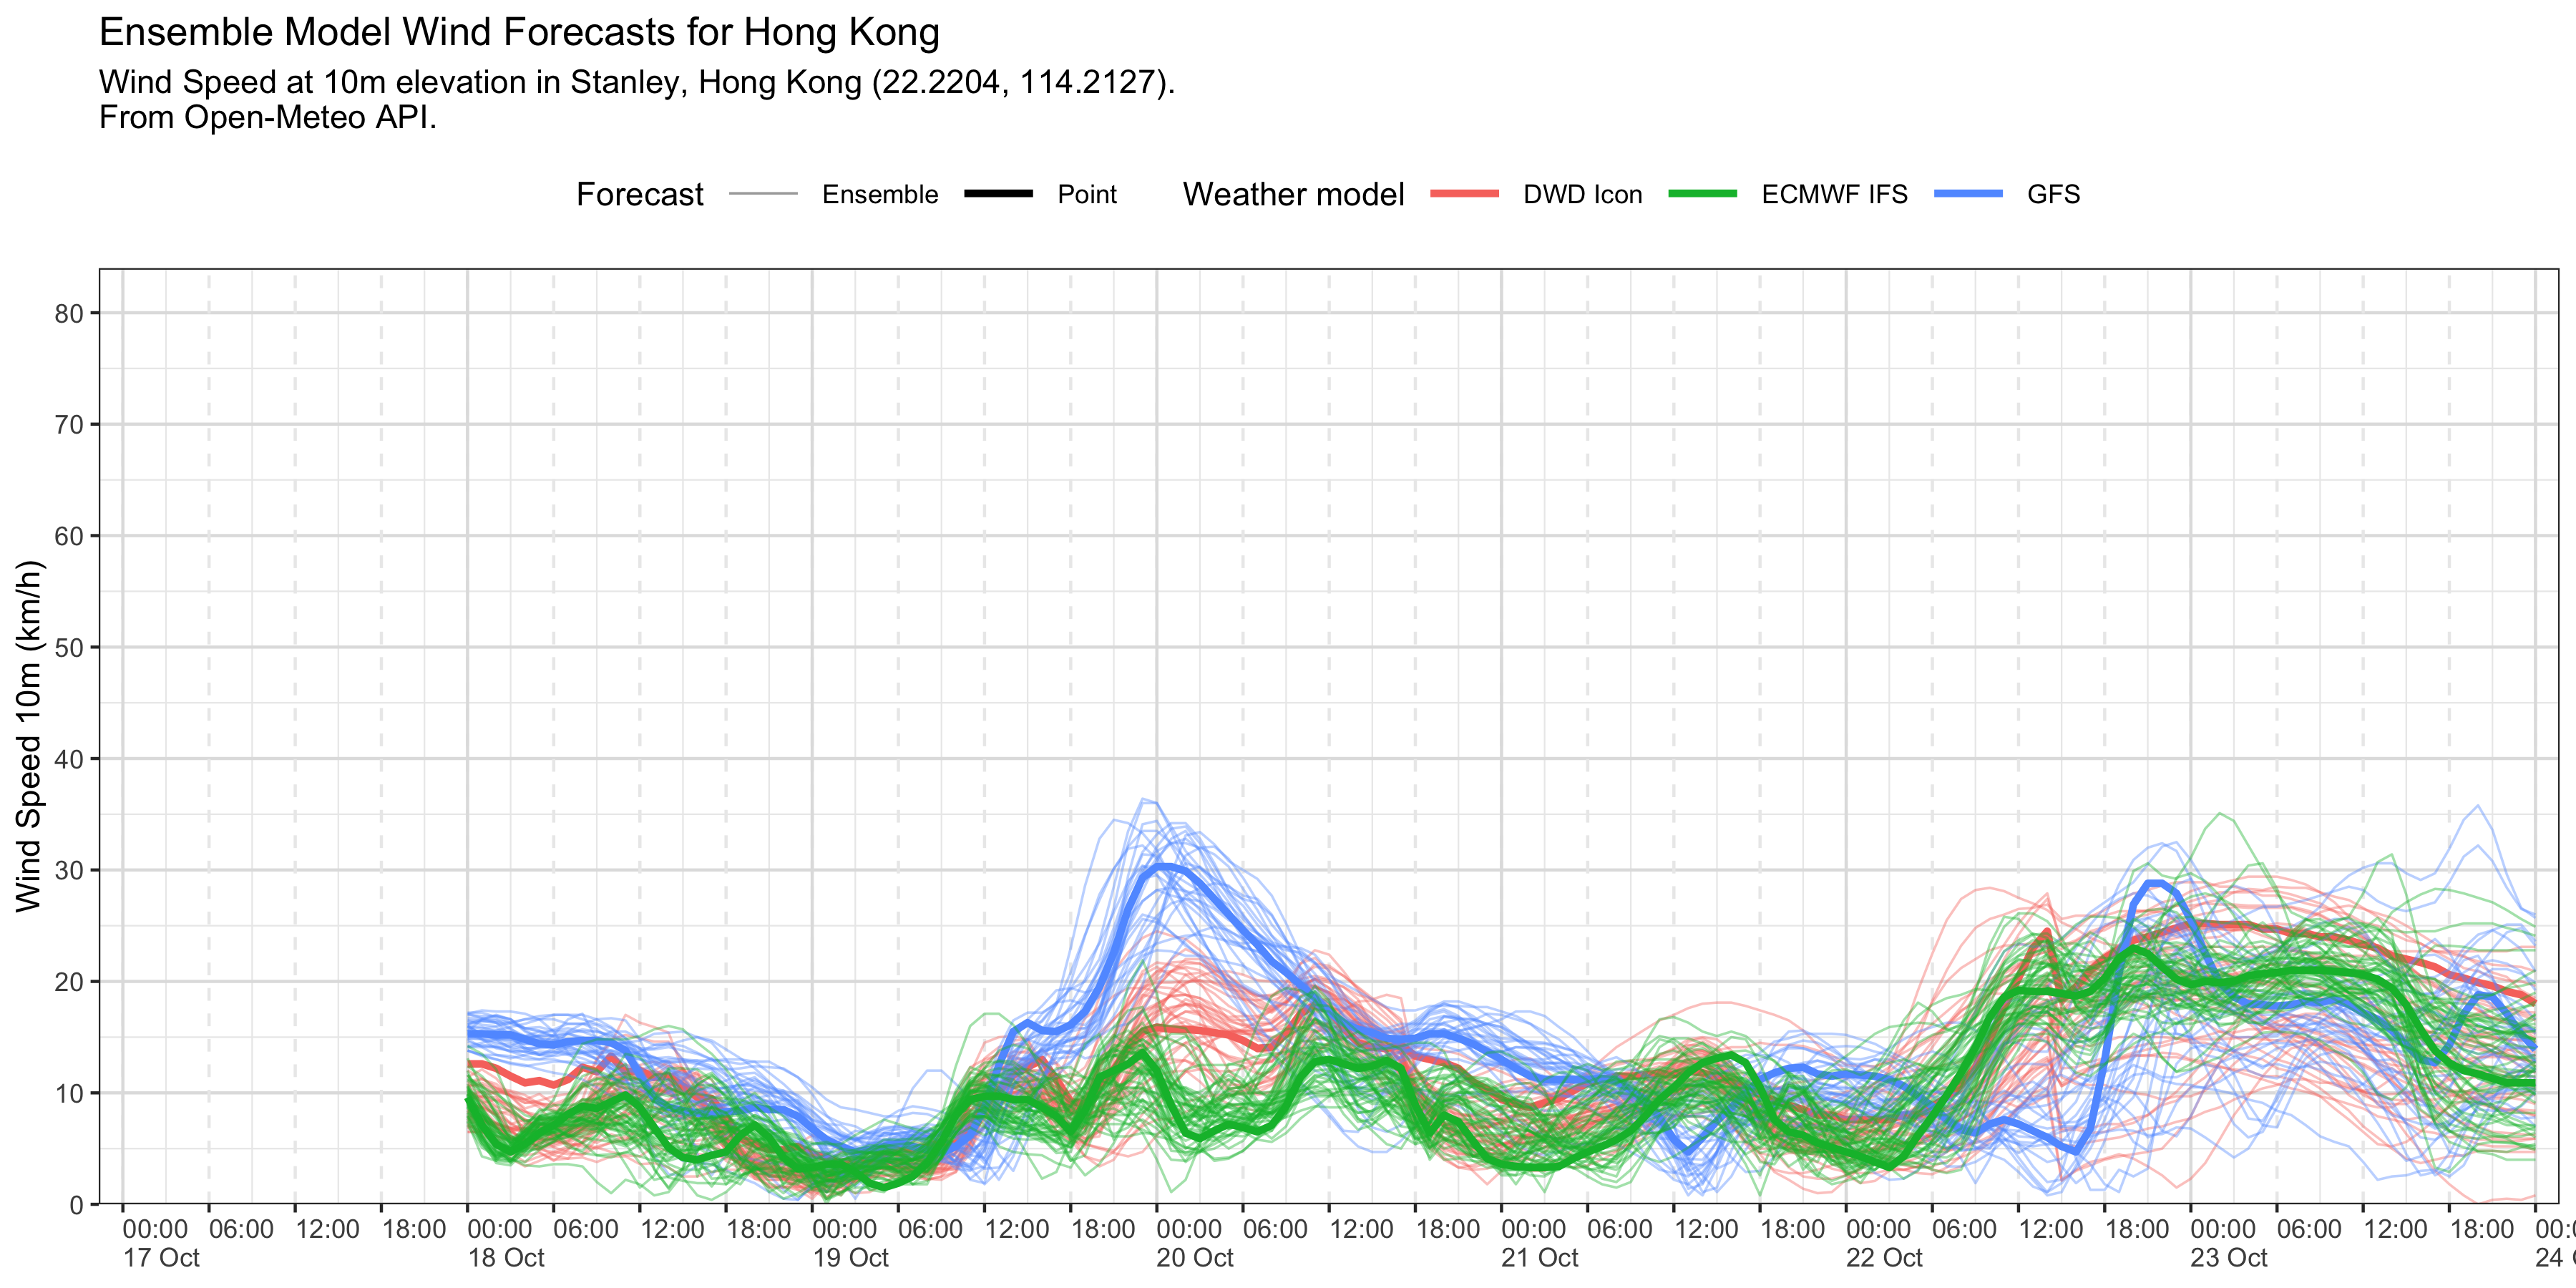 Ensemble Model Wind Forecasts for Hong Kong
Wind Speed at 10m elevation in Stanley, Hong Kong (22.2204, 114.2127).
From Open-Meteo API.
Forecast Ensemble Point Weather model DWD Icon ECMWF IFS GFS
Wind Speed 10m (km/h)
80
70
60
50
40
30
20
10
0
00:00 06:00 12:00 18:00 00:00 06:00 12:00 18:00 00:00 06:00 12:00 18:00 00:00 06:00 12:00 18:00 00:00 06:00 12:00 18:00 00:00 06:00 12:00 18:00 00:00 06:00 12:00 18:00
17 Oct 18 Oct 19 Oct 20 Oct 21 Oct 22 Oct 23 Oct 24